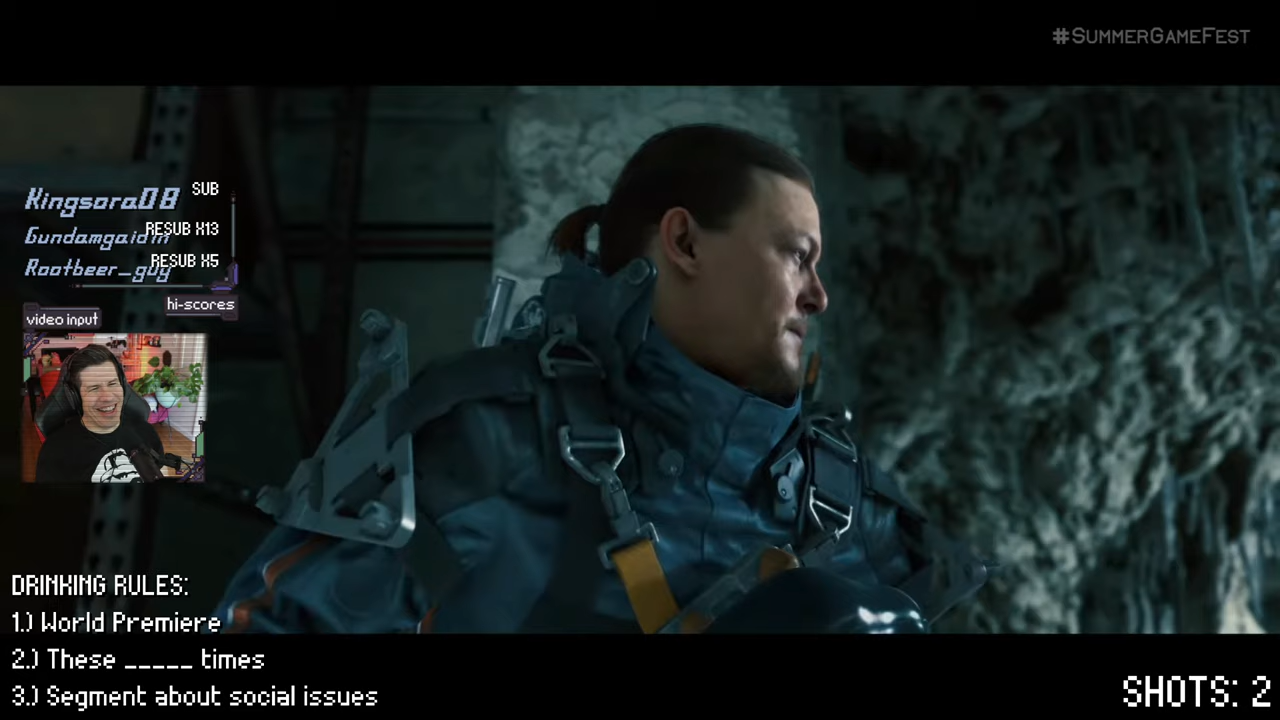 #SUMMERGAMEFEST
Kingsora08 SUB
Gundamgaidin RESUB X13
Rootbeer_guy RESUB X5
hi-scores
video input
DRINKING RULES:
1.) World Premiere
2.) These _____ times
3.) Segment about social issues
SHOTS: 2